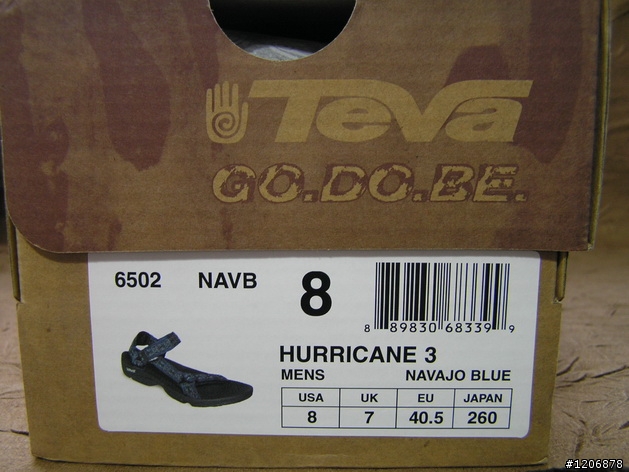 Teva
GO.DO.BE.
6502 NAVB 8
8 89830 68339 9
HURRICANE 3
MENS NAVAJO BLUE
USA UK EU JAPAN
8 7 40.5 260
#1206878